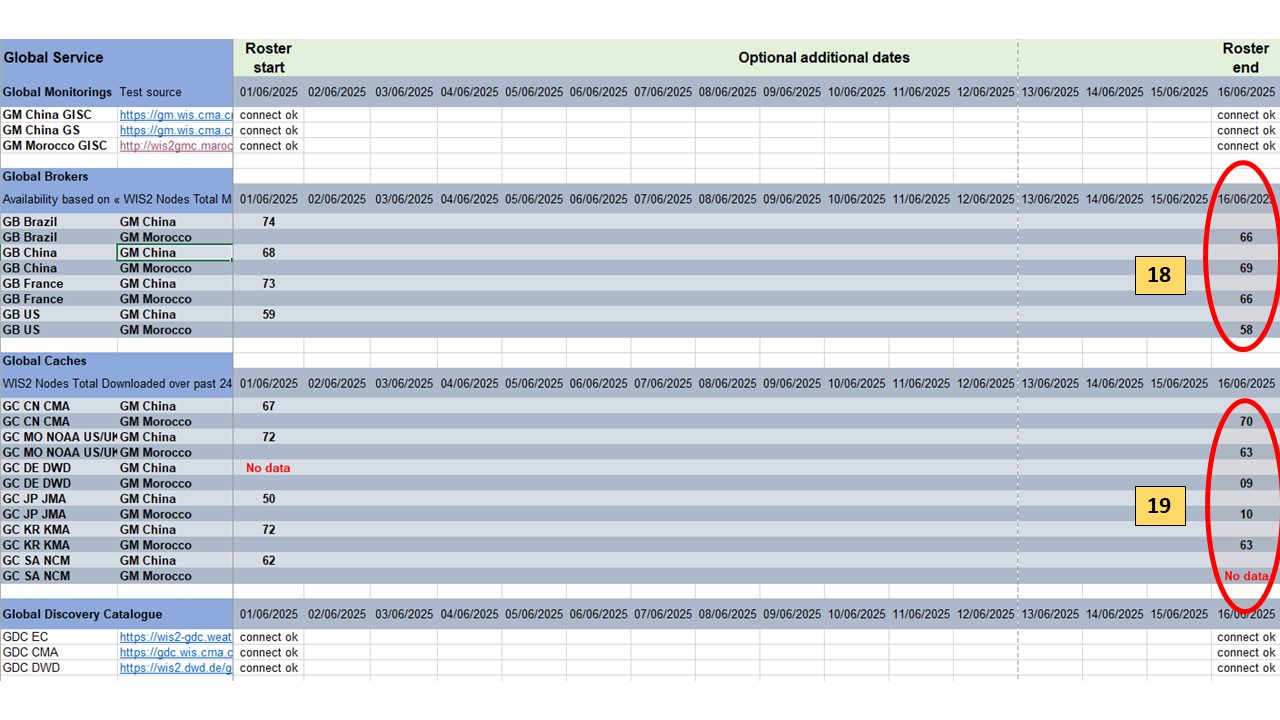 Global Service Roster start Optional additional dates Roster end
Global Monitorings Test source 01/06/2025 02/06/2025 03/06/2025 04/06/2025 05/06/2025 06/06/2025 07/06/2025 08/06/2025 09/06/2025 10/06/2025 11/06/2025 12/06/2025 13/06/2025 14/06/2025 15/06/2025 16/06/2025
GM China GISC https://gm.wis.cma.c connect ok connect ok
GM China GS https://gm.wis.cma.c connect ok connect ok
GM Morocco GISC http://wis2gmc.maroc connect ok connect ok
Global Brokers
Availability based on « WIS2 Nodes Total M 01/06/2025 02/06/2025 03/06/2025 04/06/2025 05/06/2025 06/06/2025 07/06/2025 08/06/2025 09/06/2025 10/06/2025 11/06/2025 12/06/2025 13/06/2025 14/06/2025 15/06/2025 16/06/2025
GB Brazil GM China 74
GB Brazil GM Morocco 66
GB China GM China 68
GB China GM Morocco 69
18
GB France GM China 73
GB France GM Morocco 66
GB US GM China 59
GB US GM Morocco 58
Global Caches
WIS2 Nodes Total Downloaded over past 24 01/06/2025 02/06/2025 03/06/2025 04/06/2025 05/06/2025 06/06/2025 07/06/2025 08/06/2025 09/06/2025 10/06/2025 11/06/2025 12/06/2025 13/06/2025 14/06/2025 15/06/2025 16/06/2025
GC CN CMA GM China 67
GC CN CMA GM Morocco 70
GC MO NOAA US/UK GM China 72
GC MO NOAA US/UK GM Morocco 63
GC DE DWD GM China No data
GC DE DWD GM Morocco 09
GC JP JMA GM China 50
19
GC JP JMA GM Morocco 10
GC KR KMA GM China 72
GC KR KMA GM Morocco 63
GC SA NCM GM China 62
GC SA NCM GM Morocco No data
Global Discovery Catalogue 01/06/2025 02/06/2025 03/06/2025 04/06/2025 05/06/2025 06/06/2025 07/06/2025 08/06/2025 09/06/2025 10/06/2025 11/06/2025 12/06/2025 13/06/2025 14/06/2025 15/06/2025 16/06/2025
GDC EC https://wis2-gdc.weat connect ok connect ok
GDC CMA https://gdc.wis.cma.c connect ok connect ok
GDC DWD https://wis2.dwd.de/g connect ok connect ok